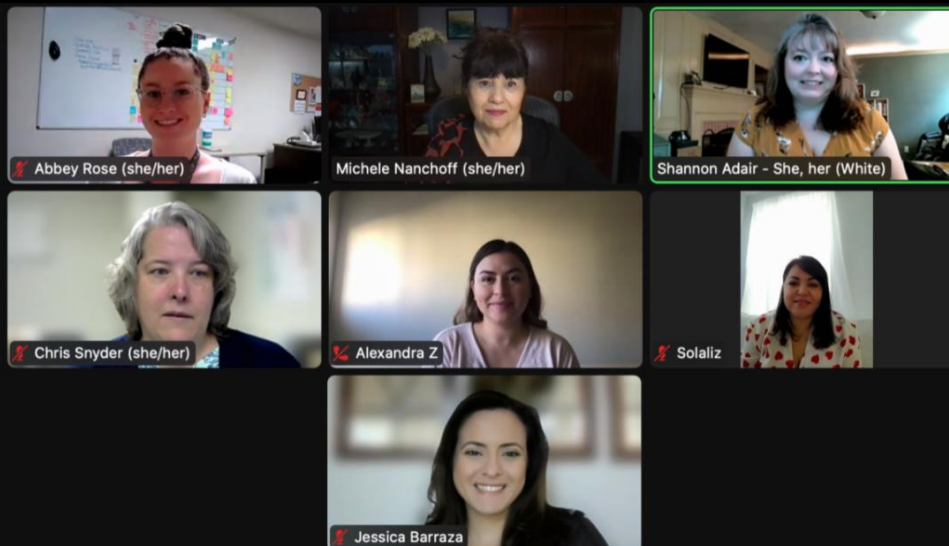 Abbey Rose (she/her)
Michele Nanchoff (she/her)
Shannon Adair - She, her (White)
Chris Snyder (she/her)
Alexandra Z
Solaliz
Jessica Barraza